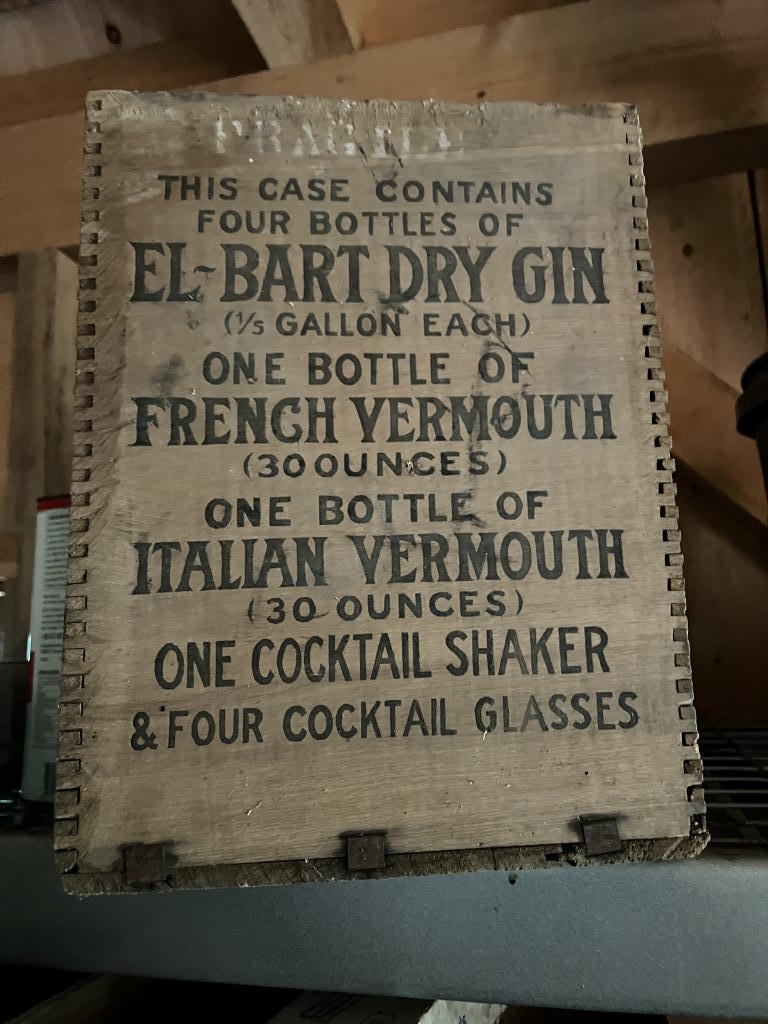 FRAGILE
THIS CASE CONTAINS
FOUR BOTTLES OF
EL-BART DRY GIN
(1/5 GALLON EACH)
ONE BOTTLE OF
FRENCH VERMOUTH
(30 OUNCES)
ONE BOTTLE OF
ITALIAN VERMOUTH
(30 OUNCES)
ONE COCKTAIL SHAKER
& FOUR COCKTAIL GLASSES